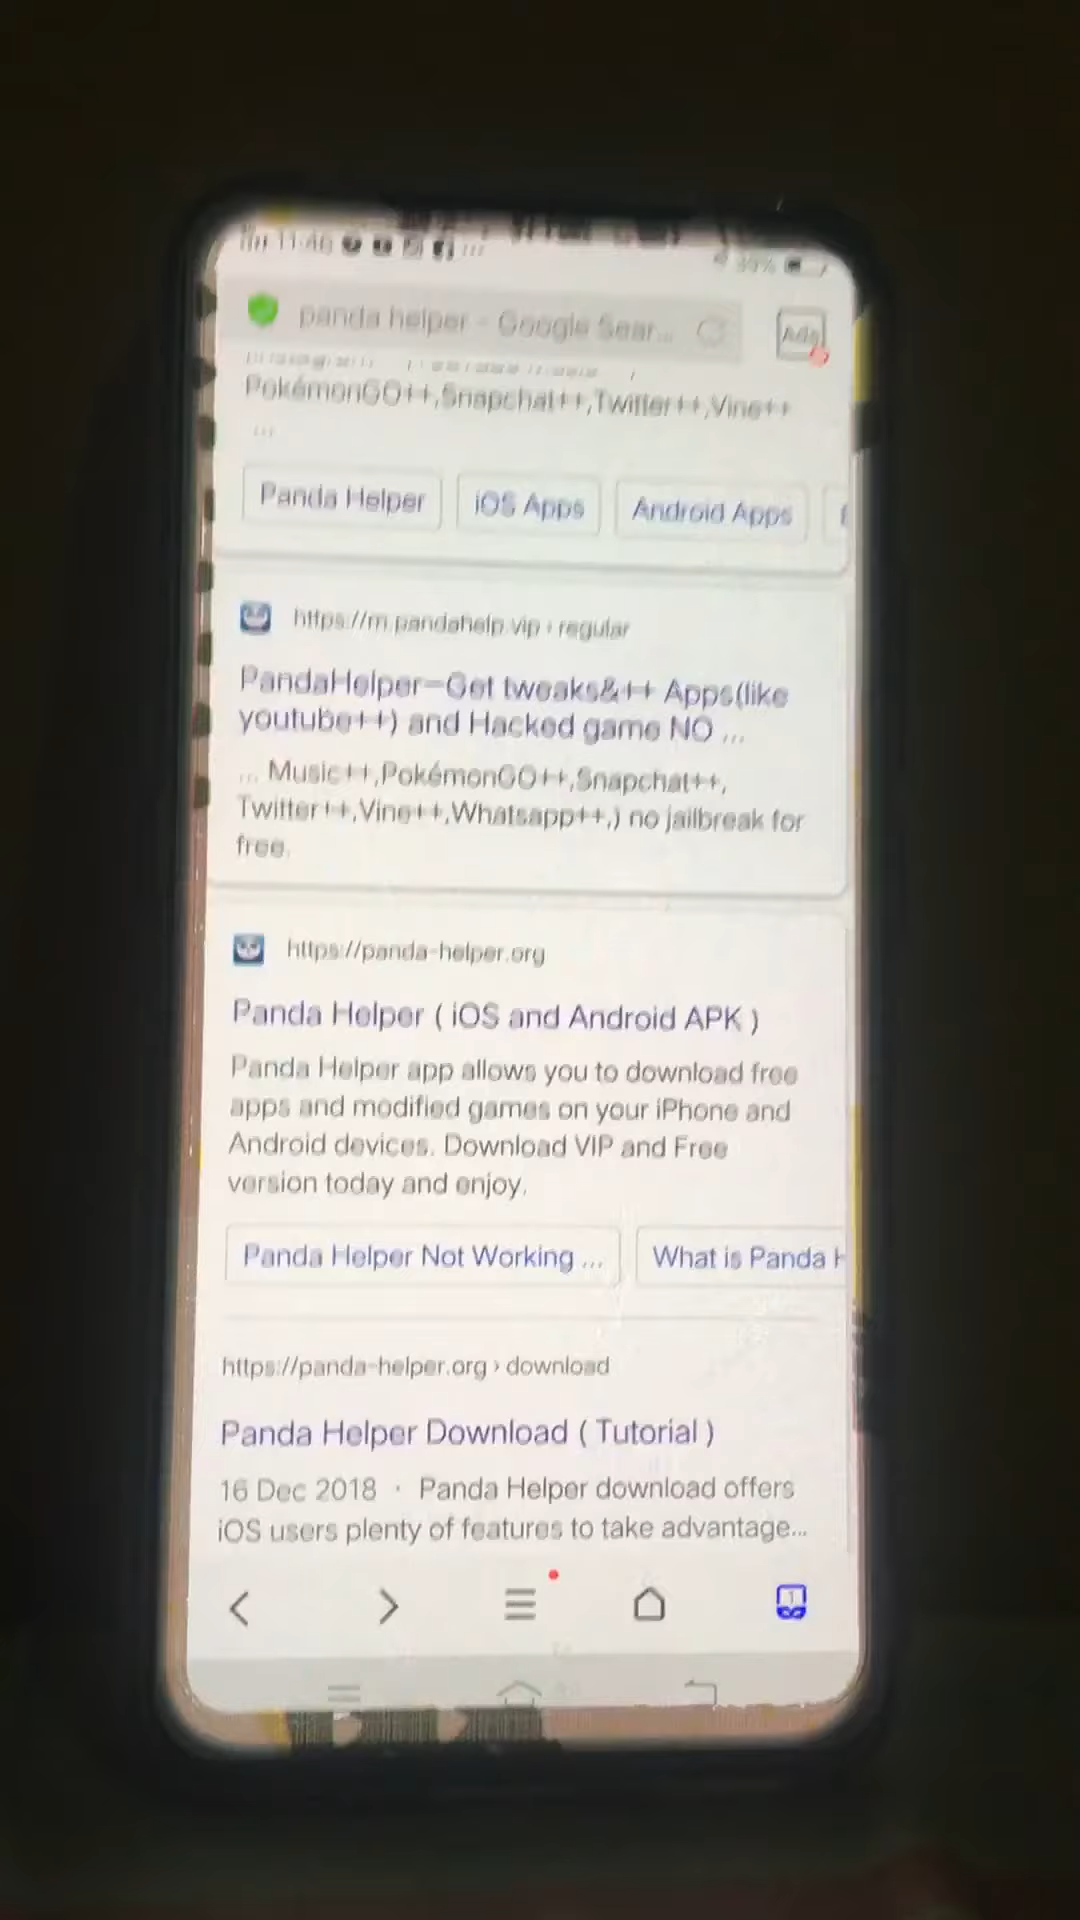 11:46
39%
panda helper - Google Sear...
Ads
PokémonGO++,Snapchat++,Twitter++,Vine++
...
Panda Helper
iOS Apps
Android Apps
https://m.pandahelp.vip › regular
PandaHelper-Get tweaks&++ Apps(like
youtube++) and Hacked game NO ...
... Music++,PokémonGO++,Snapchat++,
Twitter++,Vine++,Whatsapp++,) no jailbreak for
free.
https://panda-helper.org
Panda Helper ( iOS and Android APK )
Panda Helper app allows you to download free
apps and modified games on your iPhone and
Android devices. Download VIP and Free
version today and enjoy.
Panda Helper Not Working ...
What is Panda H
https://panda-helper.org › download
Panda Helper Download ( Tutorial )
16 Dec 2018 · Panda Helper download offers
iOS users plenty of features to take advantage...
1